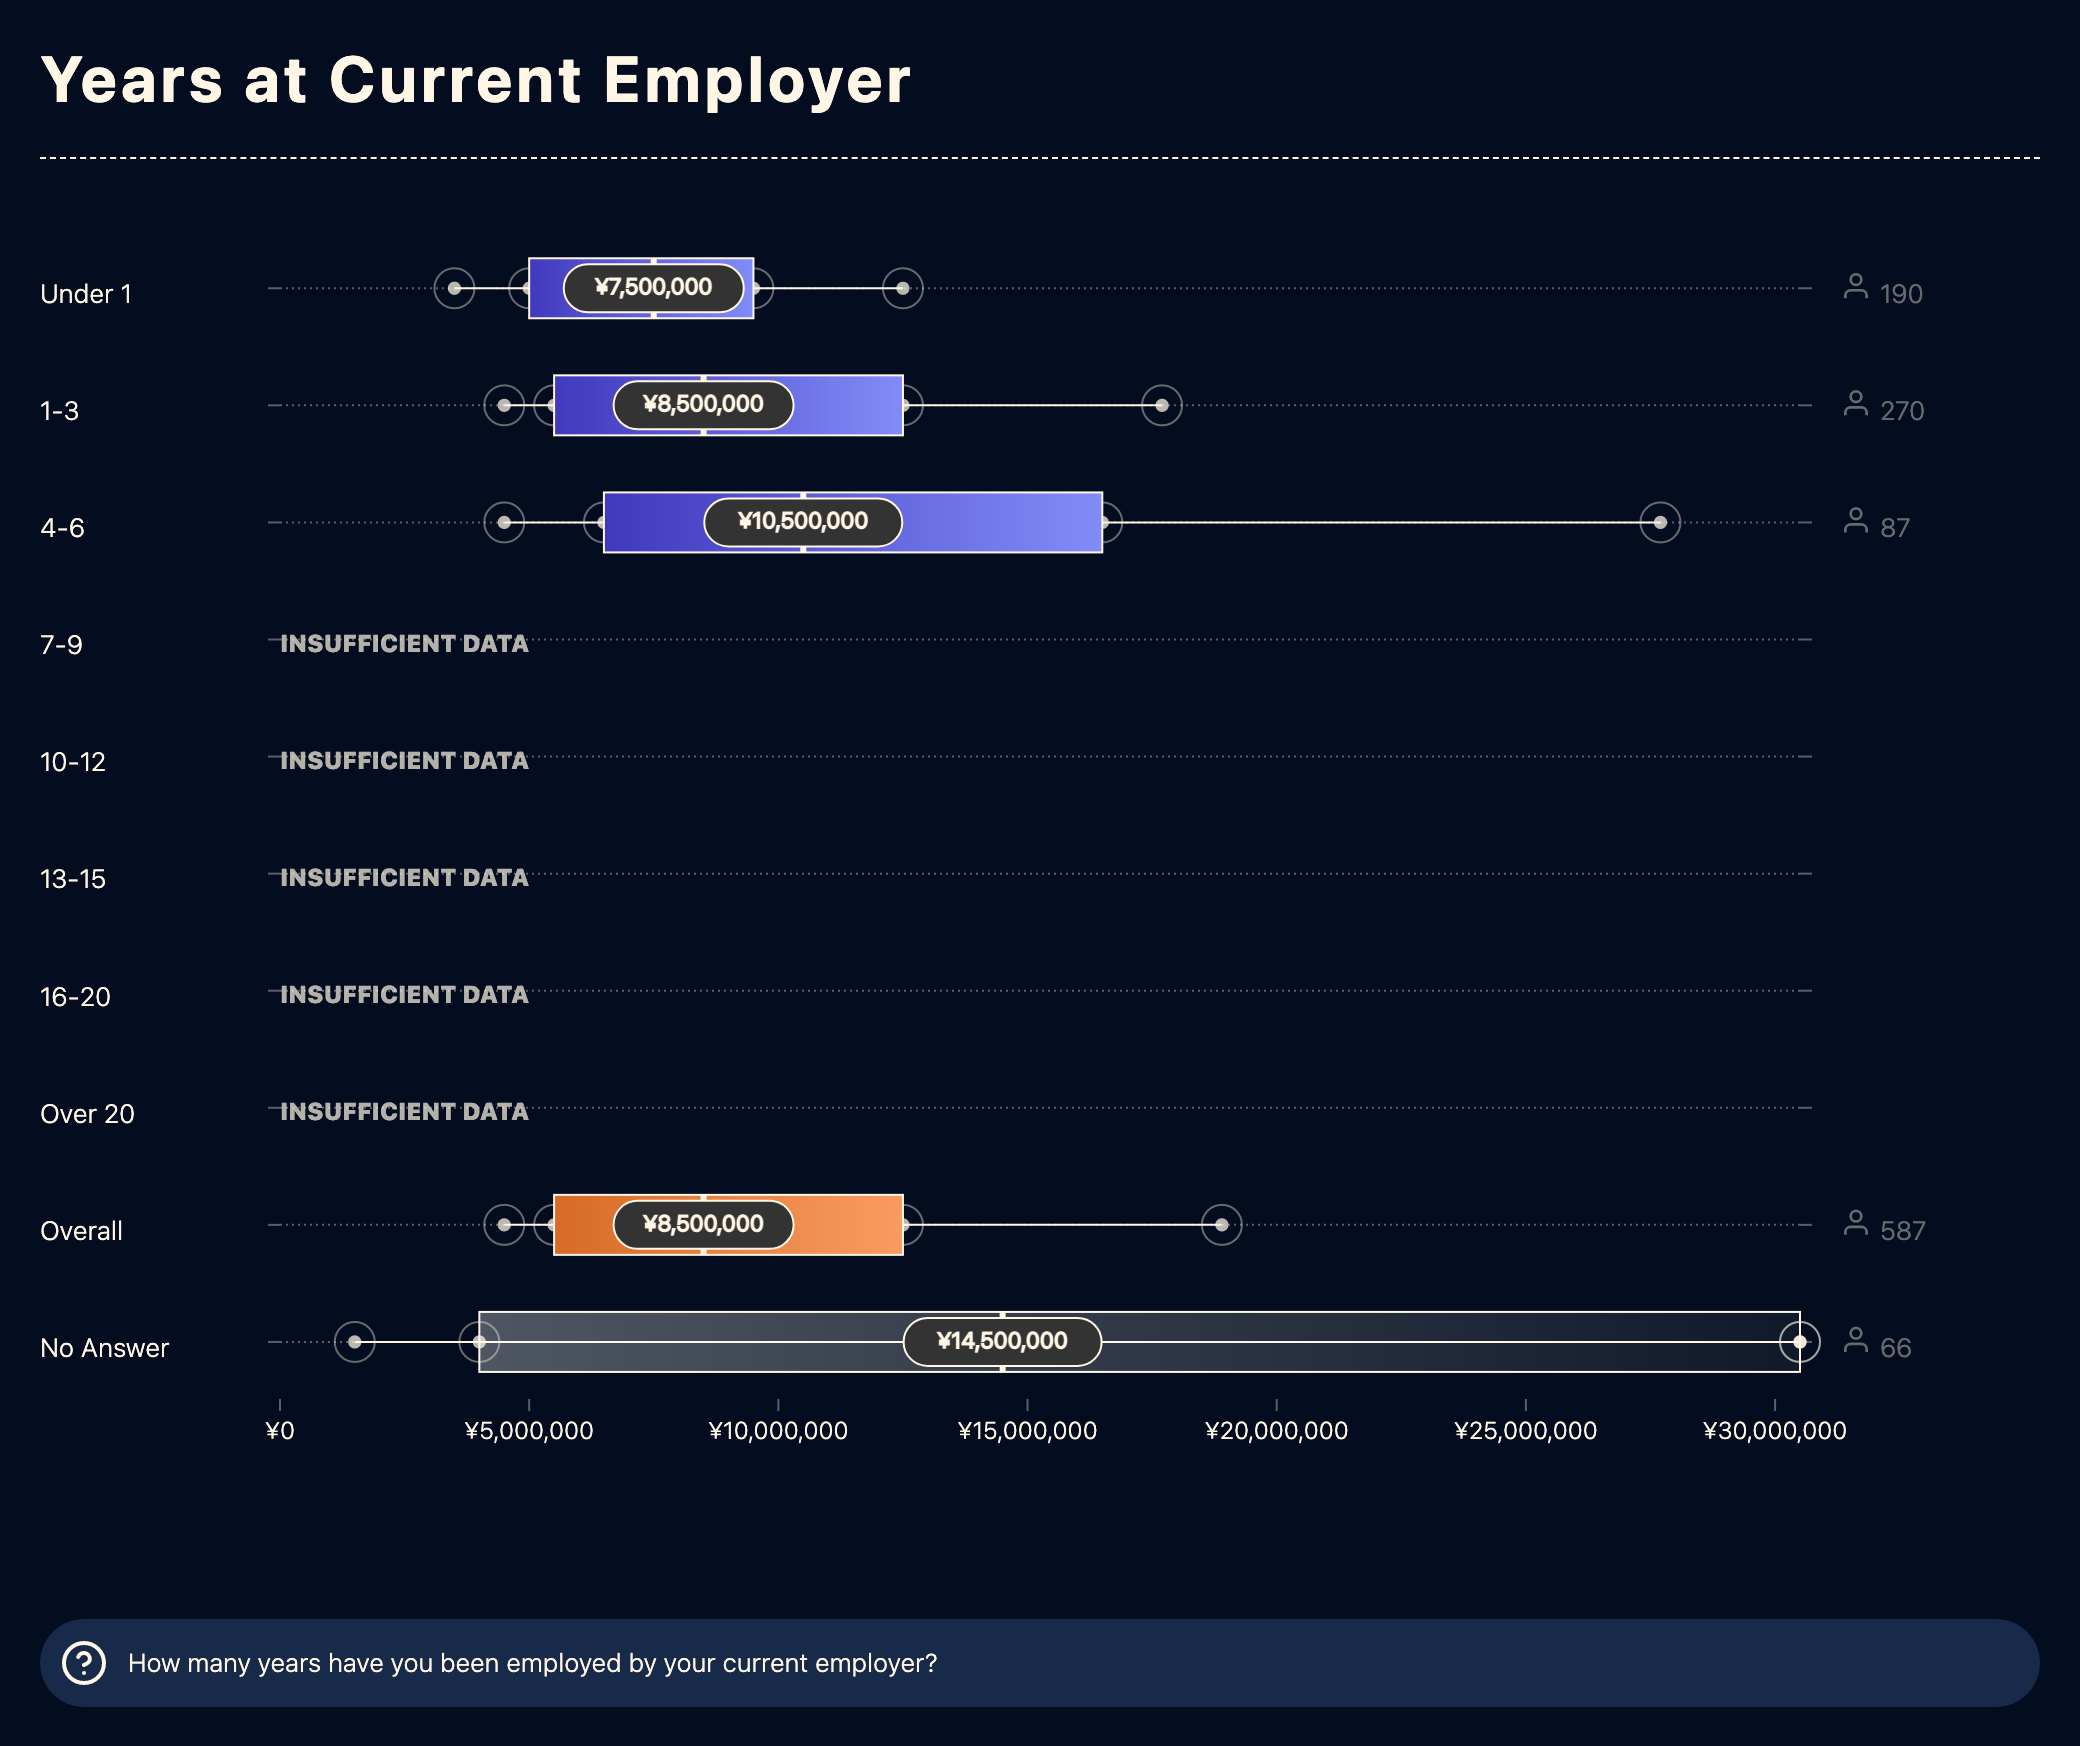 Years at Current Employer
Under 1 ¥7,500,000 190
1-3 ¥8,500,000 270
4-6 ¥10,500,000 87
7-9 INSUFFICIENT DATA
10-12 INSUFFICIENT DATA
13-15 INSUFFICIENT DATA
16-20 INSUFFICIENT DATA
Over 20 INSUFFICIENT DATA
Overall ¥8,500,000 587
No Answer ¥14,500,000 66
¥0 ¥5,000,000 ¥10,000,000 ¥15,000,000 ¥20,000,000 ¥25,000,000 ¥30,000,000
How many years have you been employed by your current employer?